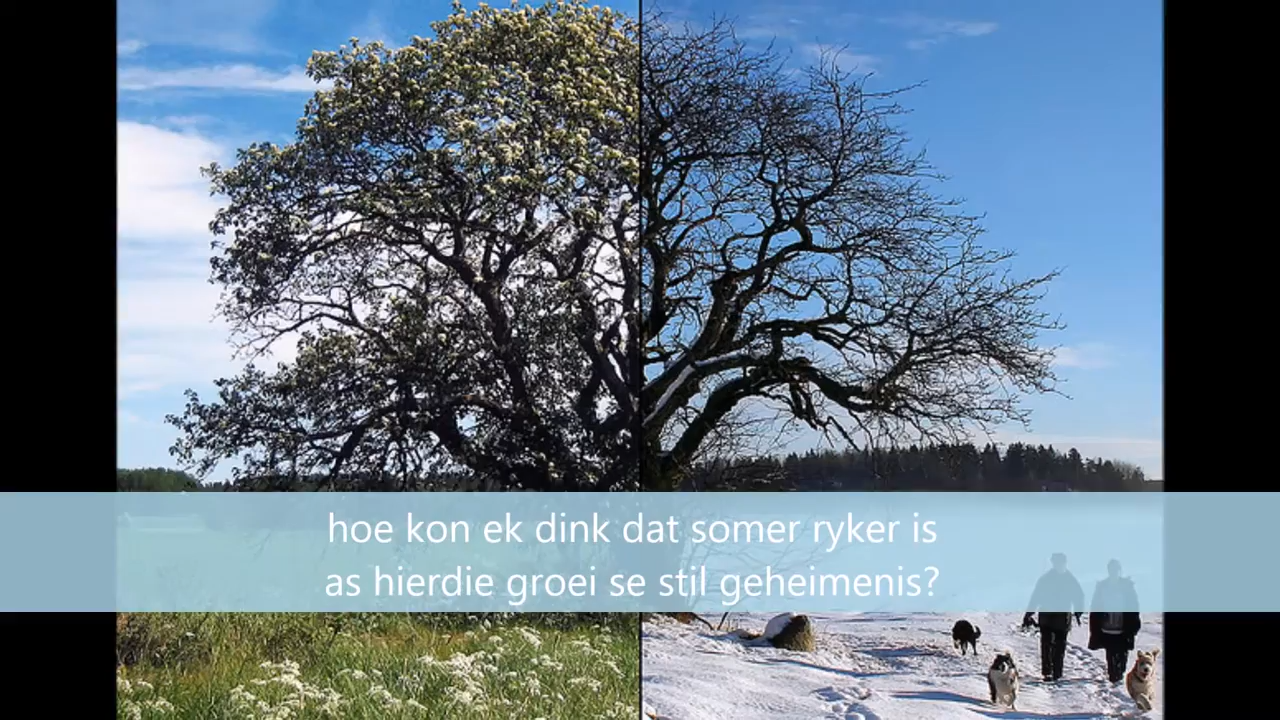 hoe kon ek dink dat somer ryker is
as hierdie groei se stil geheimenis?